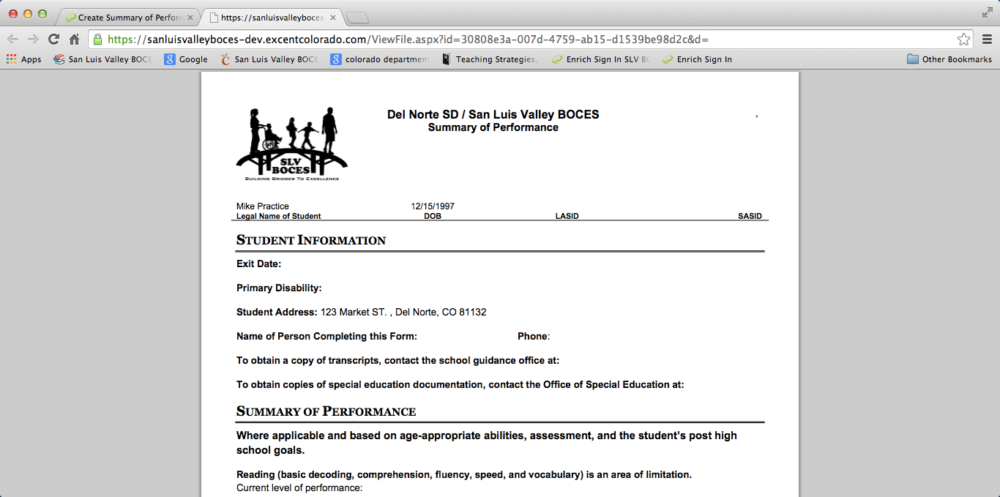 Create Summary of Perforn
https://sanluisvalleyboces
https://sanluisvalleyboces-dev.excentcolorado.com/ViewFile.aspx?id=30808e3a-007d-4759-ab15-d1539be98d2c&d=
Apps San Luis Valley BOCE Google San Luis Valley BOCE colorado departmen Teaching Strategies, Enrich Sign In SLV BO Enrich Sign In Other Bookmarks
Del Norte SD / San Luis Valley BOCES
Summary of Performance
,
SLV
BOCES
Building Bridges To Excellence
Mike Practice 12/15/1997
Legal Name of Student DOB LASID SASID
STUDENT INFORMATION
Exit Date:
Primary Disability:
Student Address: 123 Market ST. , Del Norte, CO 81132
Name of Person Completing this Form: Phone:
To obtain a copy of transcripts, contact the school guidance office at:
To obtain copies of special education documentation, contact the Office of Special Education at:
SUMMARY OF PERFORMANCE
Where applicable and based on age-appropriate abilities, assessment, and the student's post high
school goals.
Reading (basic decoding, comprehension, fluency, speed, and vocabulary) is an area of limitation.
Current level of performance: